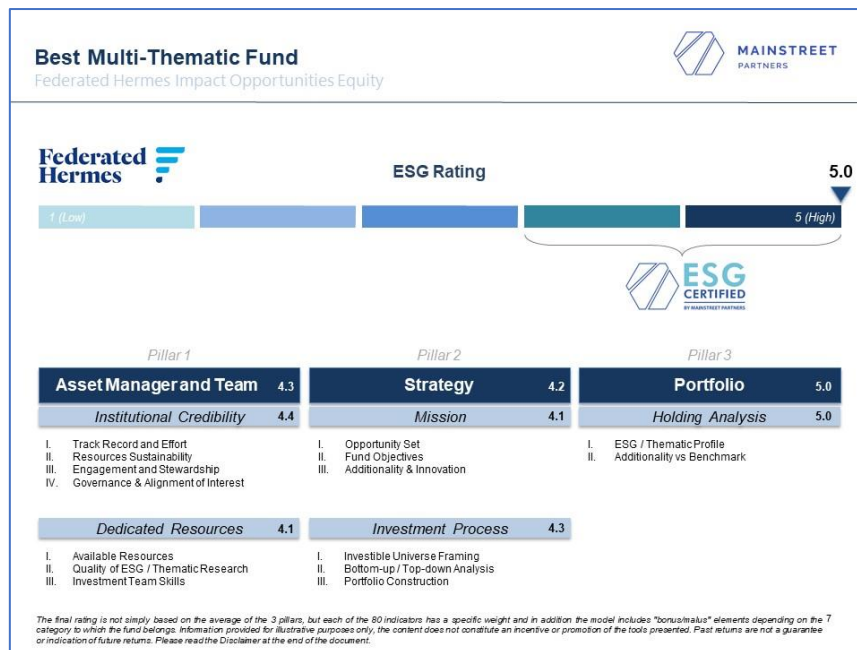 Best Multi-Thematic Fund
Federated Hermes Impact Opportunities Equity
MAINSTREET
PARTNERS
Federated
Hermes
ESG Rating
5.0
1 (Low)
5 (High)
ESG
CERTIFIED
BY MAINSTREET PARTNERS
Pillar 1
Asset Manager and Team 4.3
Institutional Credibility 4.4
I. Track Record and Effort
II. Resources Sustainability
III. Engagement and Stewardship
IV. Governance & Alignment of Interest
Dedicated Resources 4.1
I. Available Resources
II. Quality of ESG / Thematic Research
III. Investment Team Skills
Pillar 2
Strategy 4.2
Mission 4.1
I. Opportunity Set
II. Fund Objectives
III. Additionality & Innovation
Investment Process 4.3
I. Investible Universe Framing
II. Bottom-up / Top-down Analysis
III. Portfolio Construction
Pillar 3
Portfolio 5.0
Holding Analysis 5.0
I. ESG / Thematic Profile
II. Additionality vs Benchmark
The final rating is not simply based on the average of the 3 pillars, but each of the 80 indicators has a specific weight and in addition the model includes "bonus/malus" elements depending on the
category to which the fund belongs. Information provided for illustrative purposes only, the content does not constitute an incentive or promotion of the tools presented. Past returns are not a guarantee
or indication of future returns. Please read the Disclaimer at the end of the document.
7